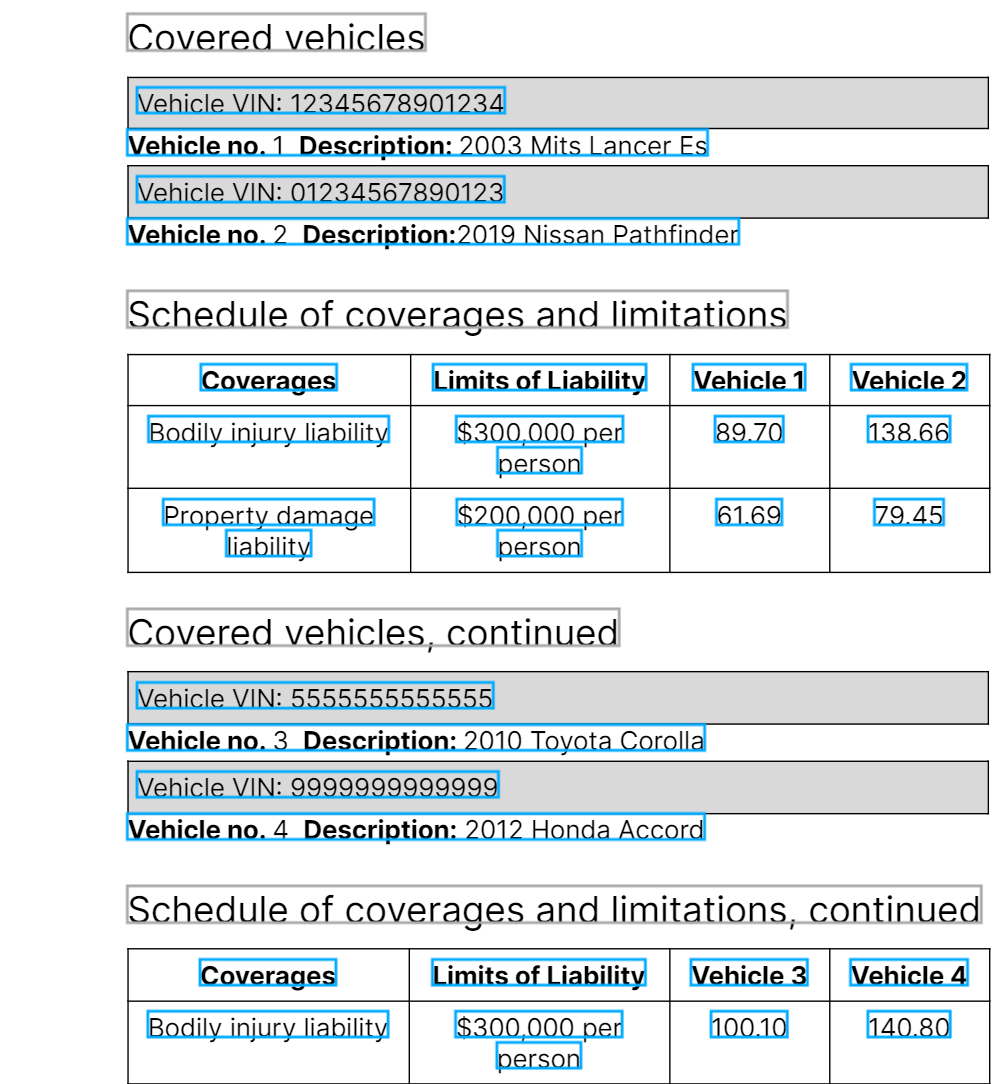 Covered vehicles
Vehicle VIN: 12345678901234
Vehicle no. 1 Description: 2003 Mits Lancer Es
Vehicle VIN: 01234567890123
Vehicle no. 2 Description:2019 Nissan Pathfinder
Schedule of coverages and limitations
Coverages Limits of Liability Vehicle 1 Vehicle 2
Bodily injury liability $300,000 per 89.70 138.66
person
Property damage $200,000 per 61.69 79.45
liability person
Covered vehicles, continued
Vehicle VIN: 5555555555555
Vehicle no. 3 Description: 2010 Toyota Corolla
Vehicle VIN: 9999999999999
Vehicle no. 4 Description: 2012 Honda Accord
Schedule of coverages and limitations, continued
Coverages Limits of Liability Vehicle 3 Vehicle 4
Bodily injury liability $300,000 per 100.10 140.80
person